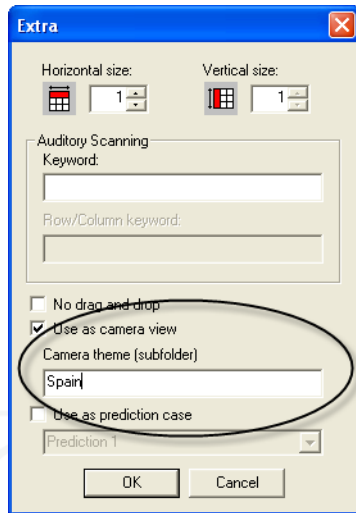 Extra
Horizontal size: Vertical size:
1 1
Auditory Scanning
Keyword:
Row/Column keyword:
No drag and drop
Use as camera view
Camera theme (subfolder)
Spain
Use as prediction case
Prediction 1
OK Cancel